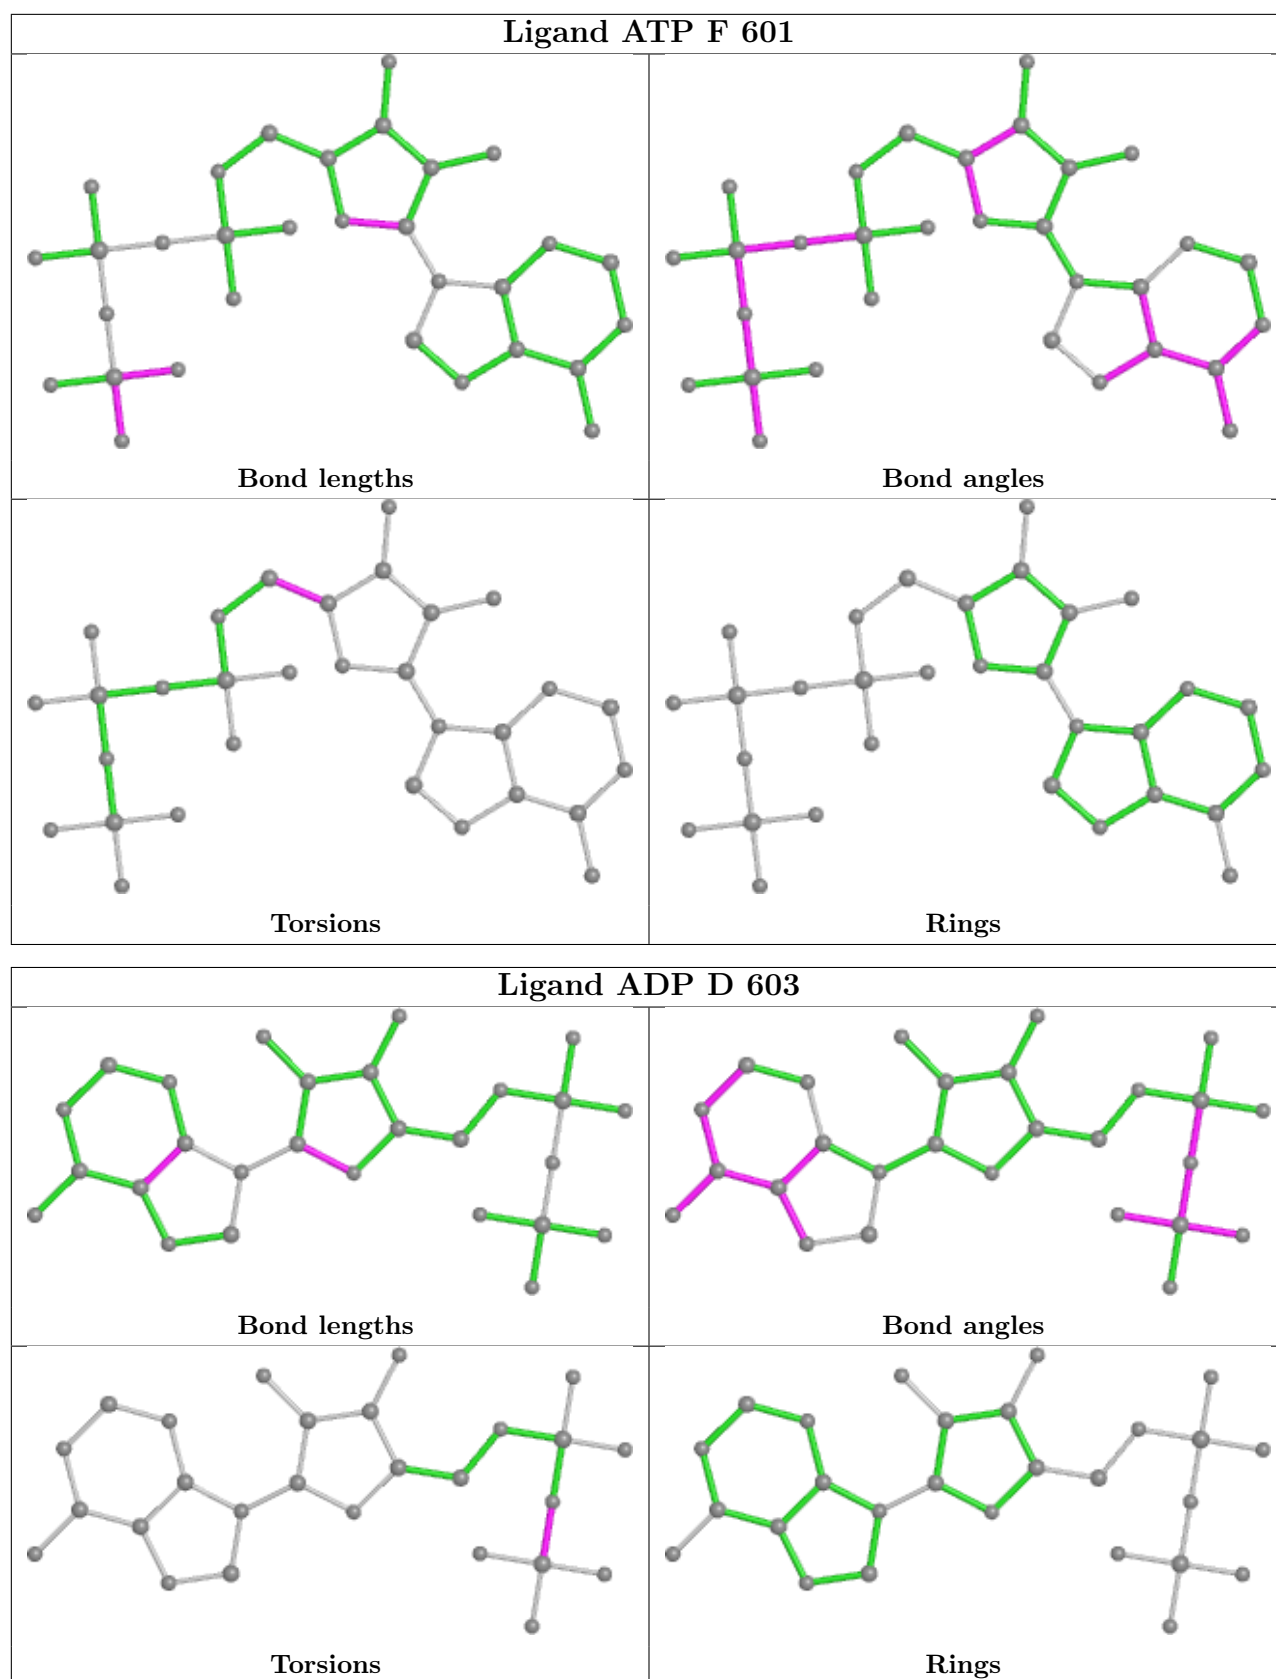 Ligand ATP F 601
Bond lengths
Bond angles
Torsions
Rings
Ligand ADP D 603
Bond lengths
Bond angles
Torsions
Rings